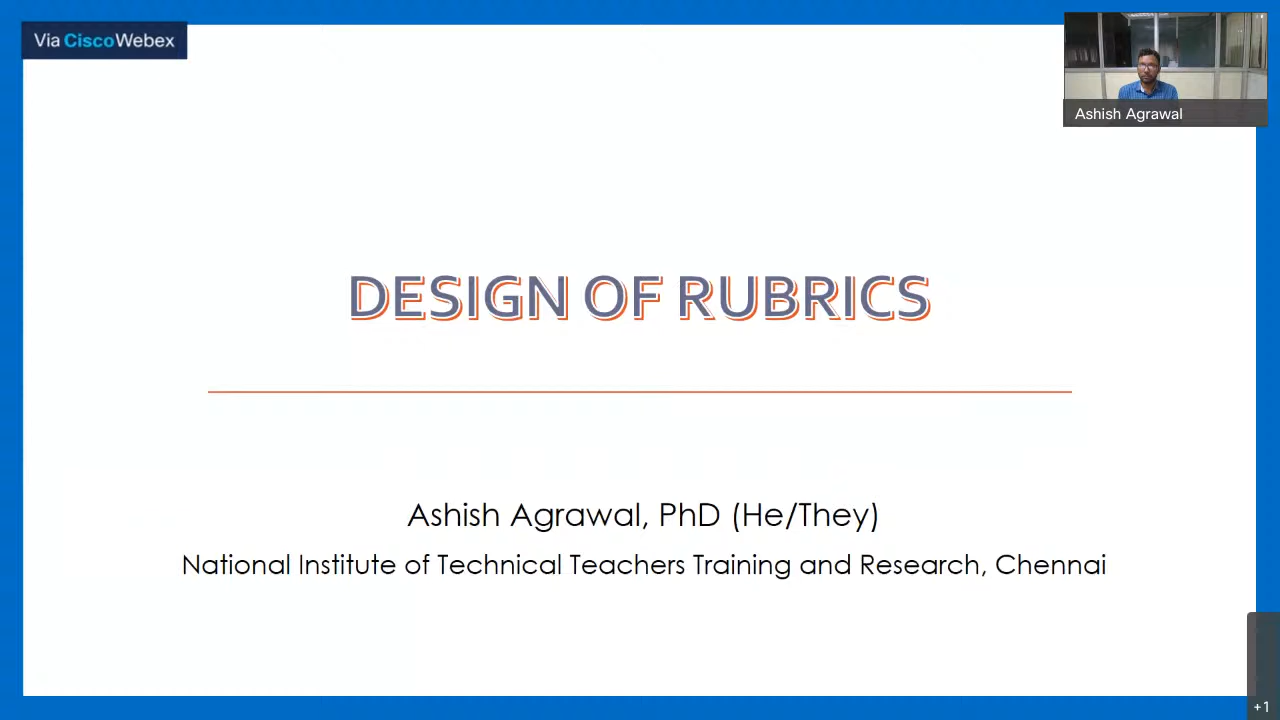 Via CiscoWebex
Ashish Agrawal
DESIGN OF RUBRICS
Ashish Agrawal, PhD (He/They)
National Institute of Technical Teachers Training and Research, Chennai
+1